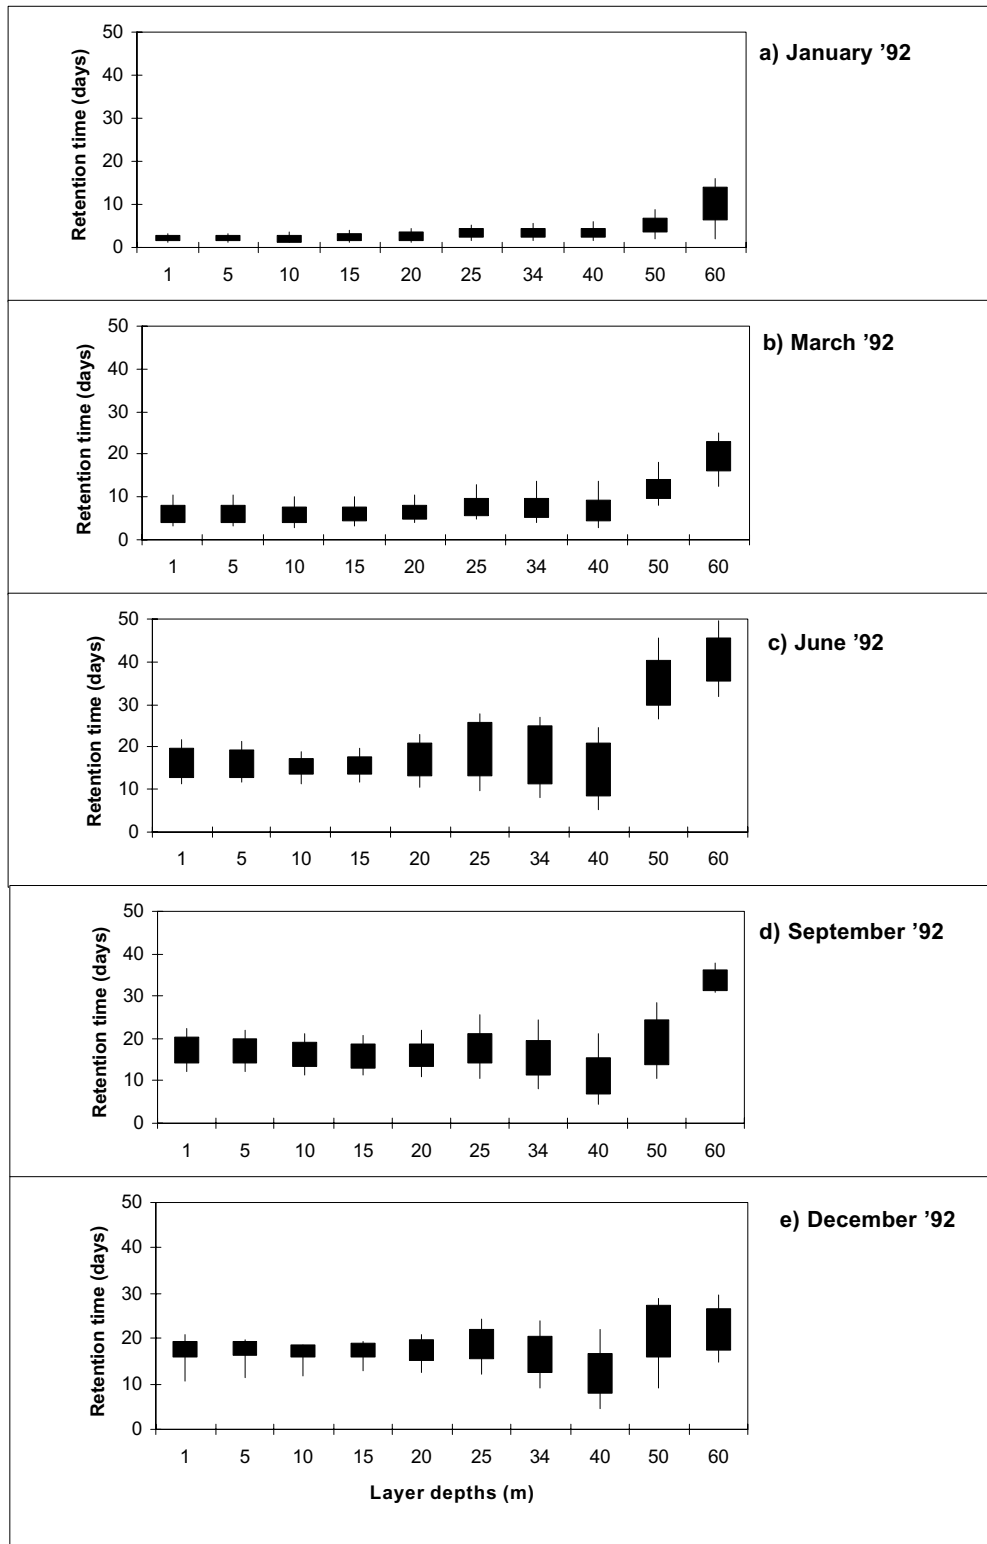 a) January '92
Retention time (days)
50
40
30
20
10
0
1 5 10 15 20 25 34 40 50 60
b) March '92
Retention time (days)
50
40
30
20
10
0
1 5 10 15 20 25 34 40 50 60
c) June '92
Retention time (days)
50
40
30
20
10
0
1 5 10 15 20 25 34 40 50 60
d) September '92
Retention time (days)
50
40
30
20
10
0
1 5 10 15 20 25 34 40 50 60
e) December '92
Retention time (days)
50
40
30
20
10
0
1 5 10 15 20 25 34 40 50 60
Layer depths (m)